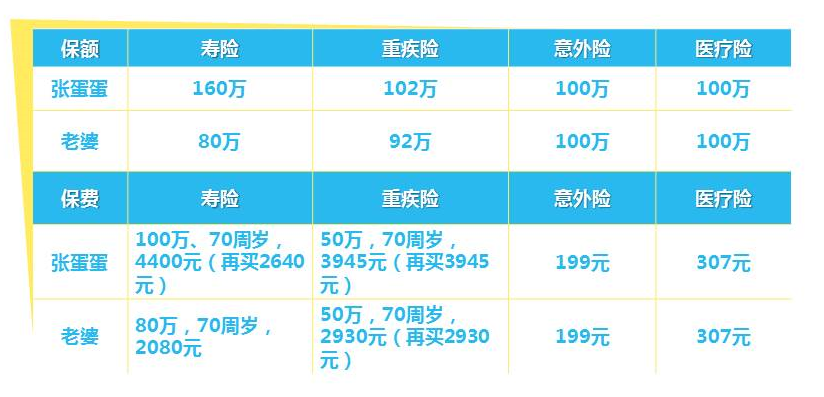 保额 寿险 重疾险 意外险 医疗险
张蛋蛋 160万 102万 100万 100万
老婆 80万 92万 100万 100万
保费 寿险 重疾险 意外险 医疗险
张蛋蛋 100万、70周岁，
4400元（再买2640
元） 50万，70周岁，
3945元（再买3945
元） 199元 307元
老婆 80万，70周岁，
2080元 50万，70周岁，
2930元（再买2930
元） 199元 307元